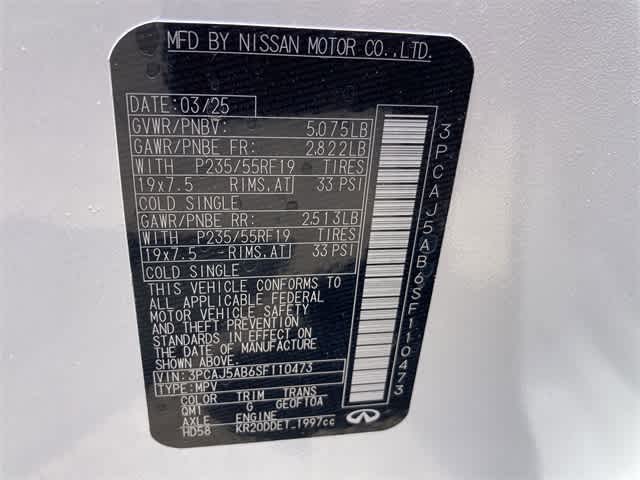 MFD BY NISSAN MOTOR CO.,LTD.
DATE: 03/25
GVWR/PNBV: 5,075LB
GAWR/PNBE FR: 2,822LB
WITH P235/55RF19 TIRES
19x7.5 RIMS,AT 33 PSI
COLD SINGLE
GAWR/PNBE RR: 2,513LB
WITH P235/55RF19 TIRES
19x7.5 RIMS,AT 33 PSI
COLD SINGLE
THIS VEHICLE CONFORMS TO
ALL APPLICABLE FEDERAL
MOTOR VEHICLE SAFETY
AND THEFT PREVENTION
STANDARDS IN EFFECT ON
THE DATE OF MANUFACTURE
SHOWN ABOVE.
VIN: 3PCAJ5AB6SF110473
TYPE: MPV
COLOR TRIM TRANS
QM1 G GE0F10A
AXLE ENGINE
HD58 KR20DDET 1997cc
3PCAJ5AB6SF110473